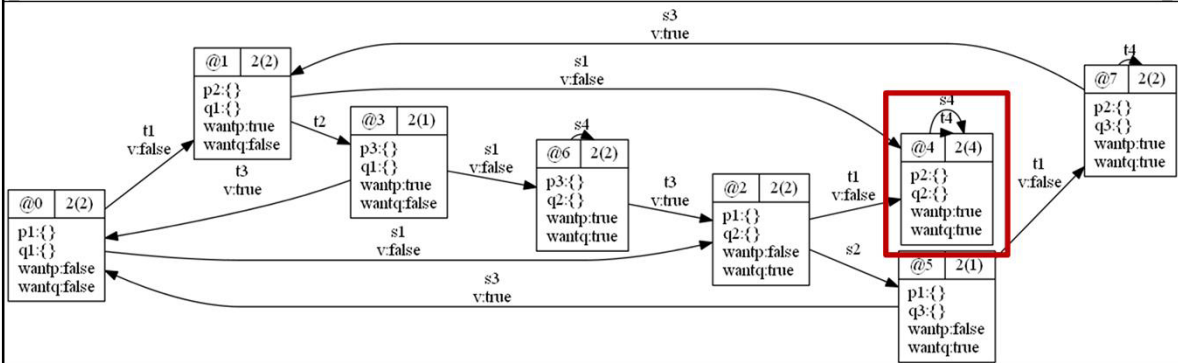 s3
v:true
@1 2(2)
p2:{}
q1:{}
wantp:true
wantq:false
s1
v:false
t4
@7 2(2)
p2:{}
q3:{}
wantp:true
wantq:true
t1
v:false
t2
@3 2(1)
p3:{}
q1:{}
wantp:true
wantq:false
s1
v:false
s4
@6 2(2)
p3:{}
q2:{}
wantp:true
wantq:true
s4
t4
@4 2(4)
p2:{}
q2:{}
wantp:true
wantq:true
t1
v:false
t3
v:true
t3
v:true
@2 2(2)
p1:{}
q2:{}
wantp:false
wantq:true
t1
v:false
@0 2(2)
p1:{}
q1:{}
wantp:false
wantq:false
s1
v:false
s2
@5 2(1)
p1:{}
q3:{}
wantp:false
wantq:true
s3
v:true